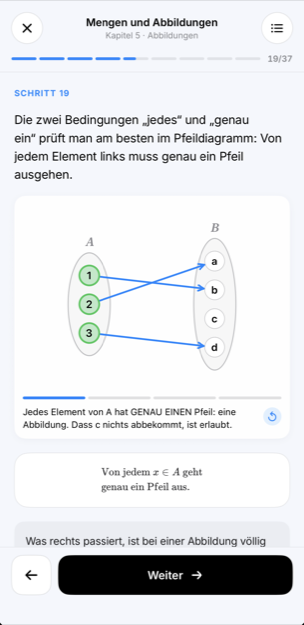 Mengen und Abbildungen
Kapitel 5 · Abbildungen
19/37
SCHRITT 19
Die zwei Bedingungen „jedes“ und „genau
ein“ prüft man am besten im Pfeildiagramm: Von
jedem Element links muss genau ein Pfeil
ausgehen.
A
B
1
2
3
a
b
c
d
Jedes Element von A hat GENAU EINEN Pfeil: eine
Abbildung. Dass c nichts abbekommt, ist erlaubt.
Von jedem x ∈ A geht
genau ein Pfeil aus.
Was rechts passiert, ist bei einer Abbildung völlig
Weiter →